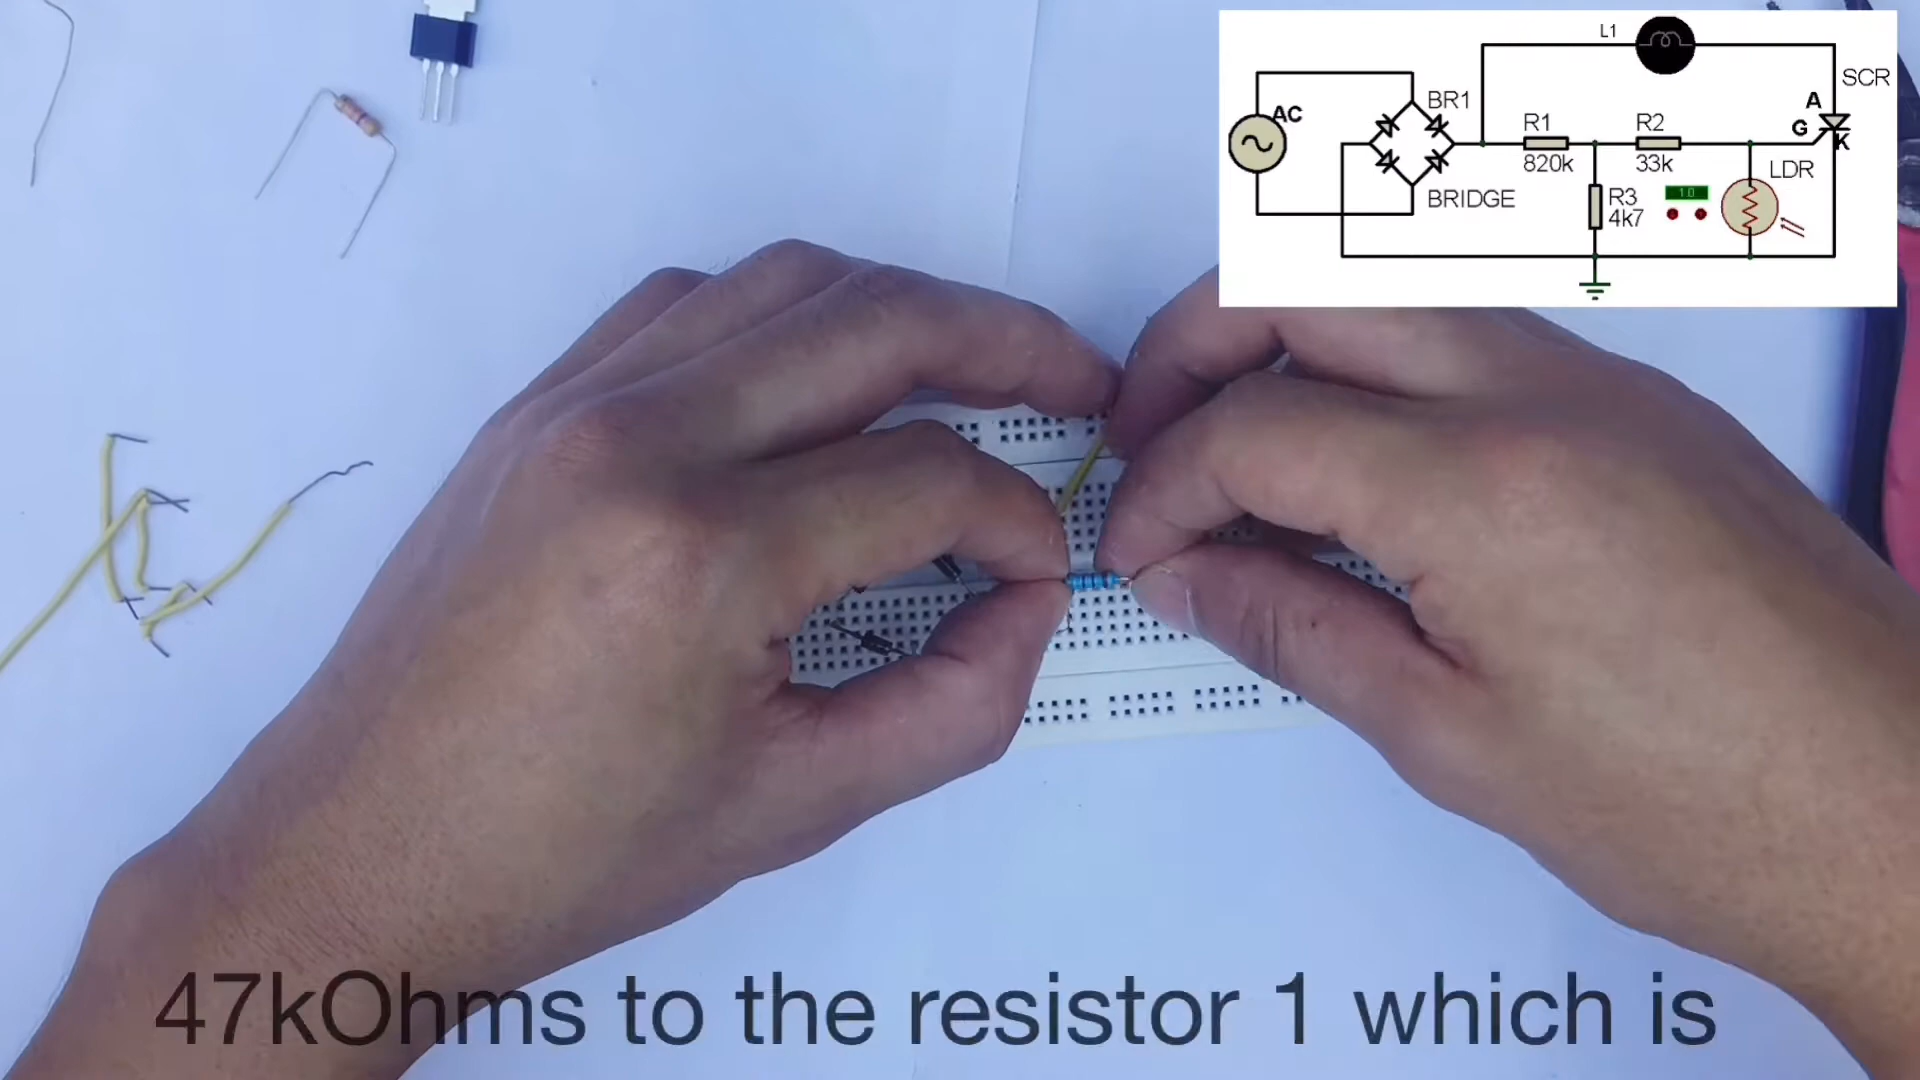 L1
SCR
AC
BR1
A
G
K
R1
820k
R2
33k
LDR
R3
4k7
BRIDGE
10
47kOhms to the resistor 1 which is